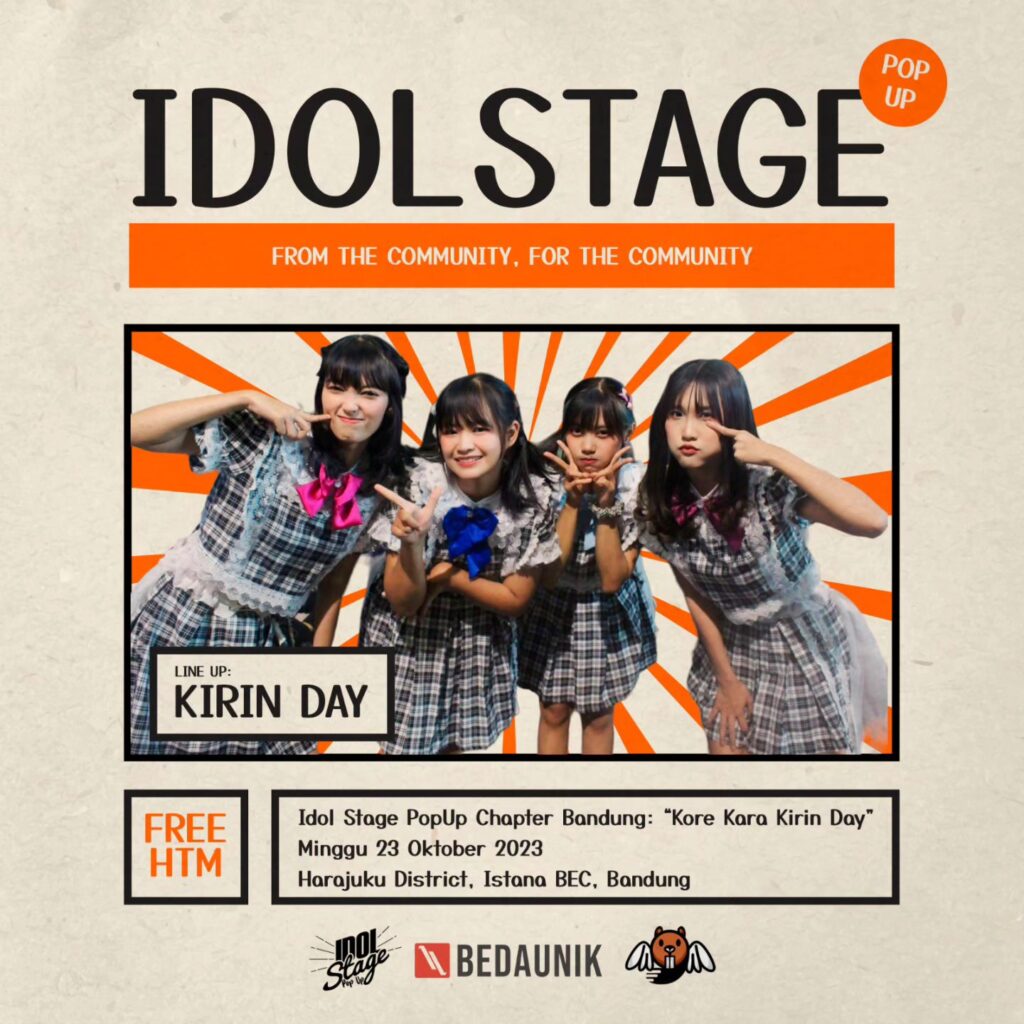 POP
UP
IDOLSTAGE
FROM THE COMMUNITY, FOR THE COMMUNITY
LINE UP:
KIRIN DAY
FREE
HTM
Idol Stage PopUp Chapter Bandung: “Kore Kara Kirin Day”
Minggu 23 Oktober 2023
Harajuku District, Istana BEC, Bandung
IDOL
Stage
Pop Up
BEDAUNIK